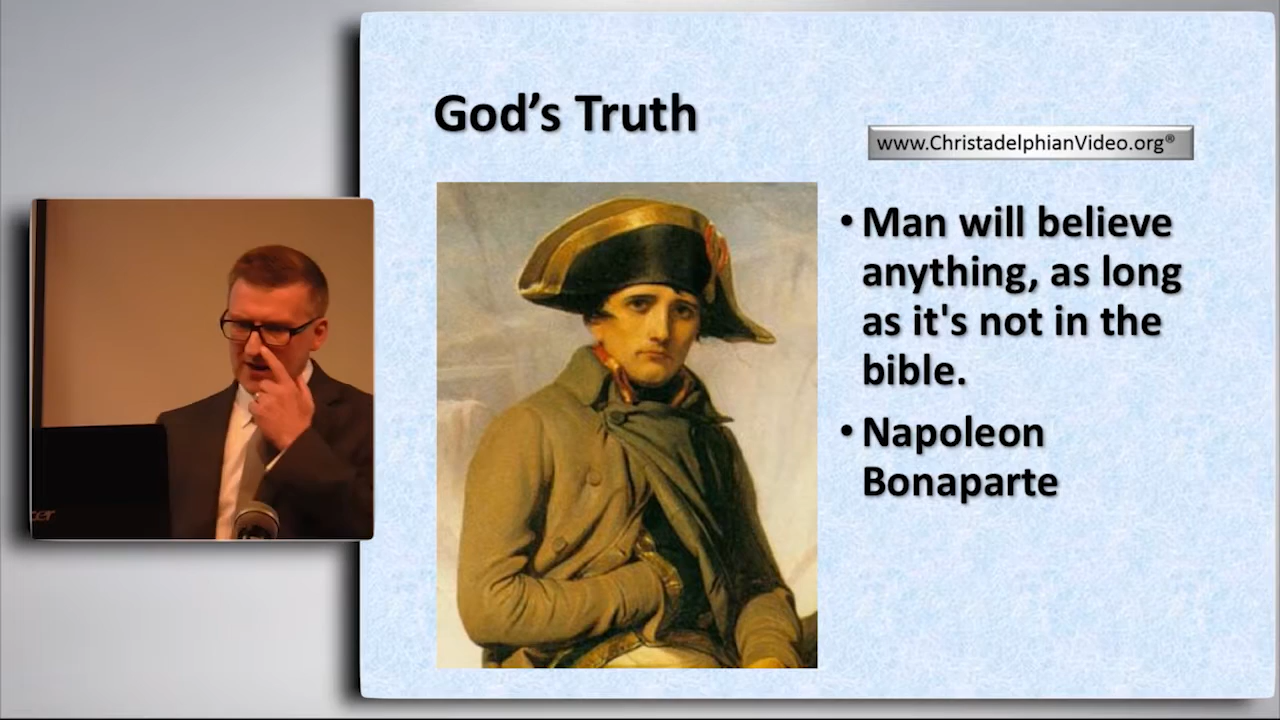 God’s Truth
www.ChristadelphianVideo.org®
• Man will believe
anything, as long
as it's not in the
bible.
• Napoleon
Bonaparte